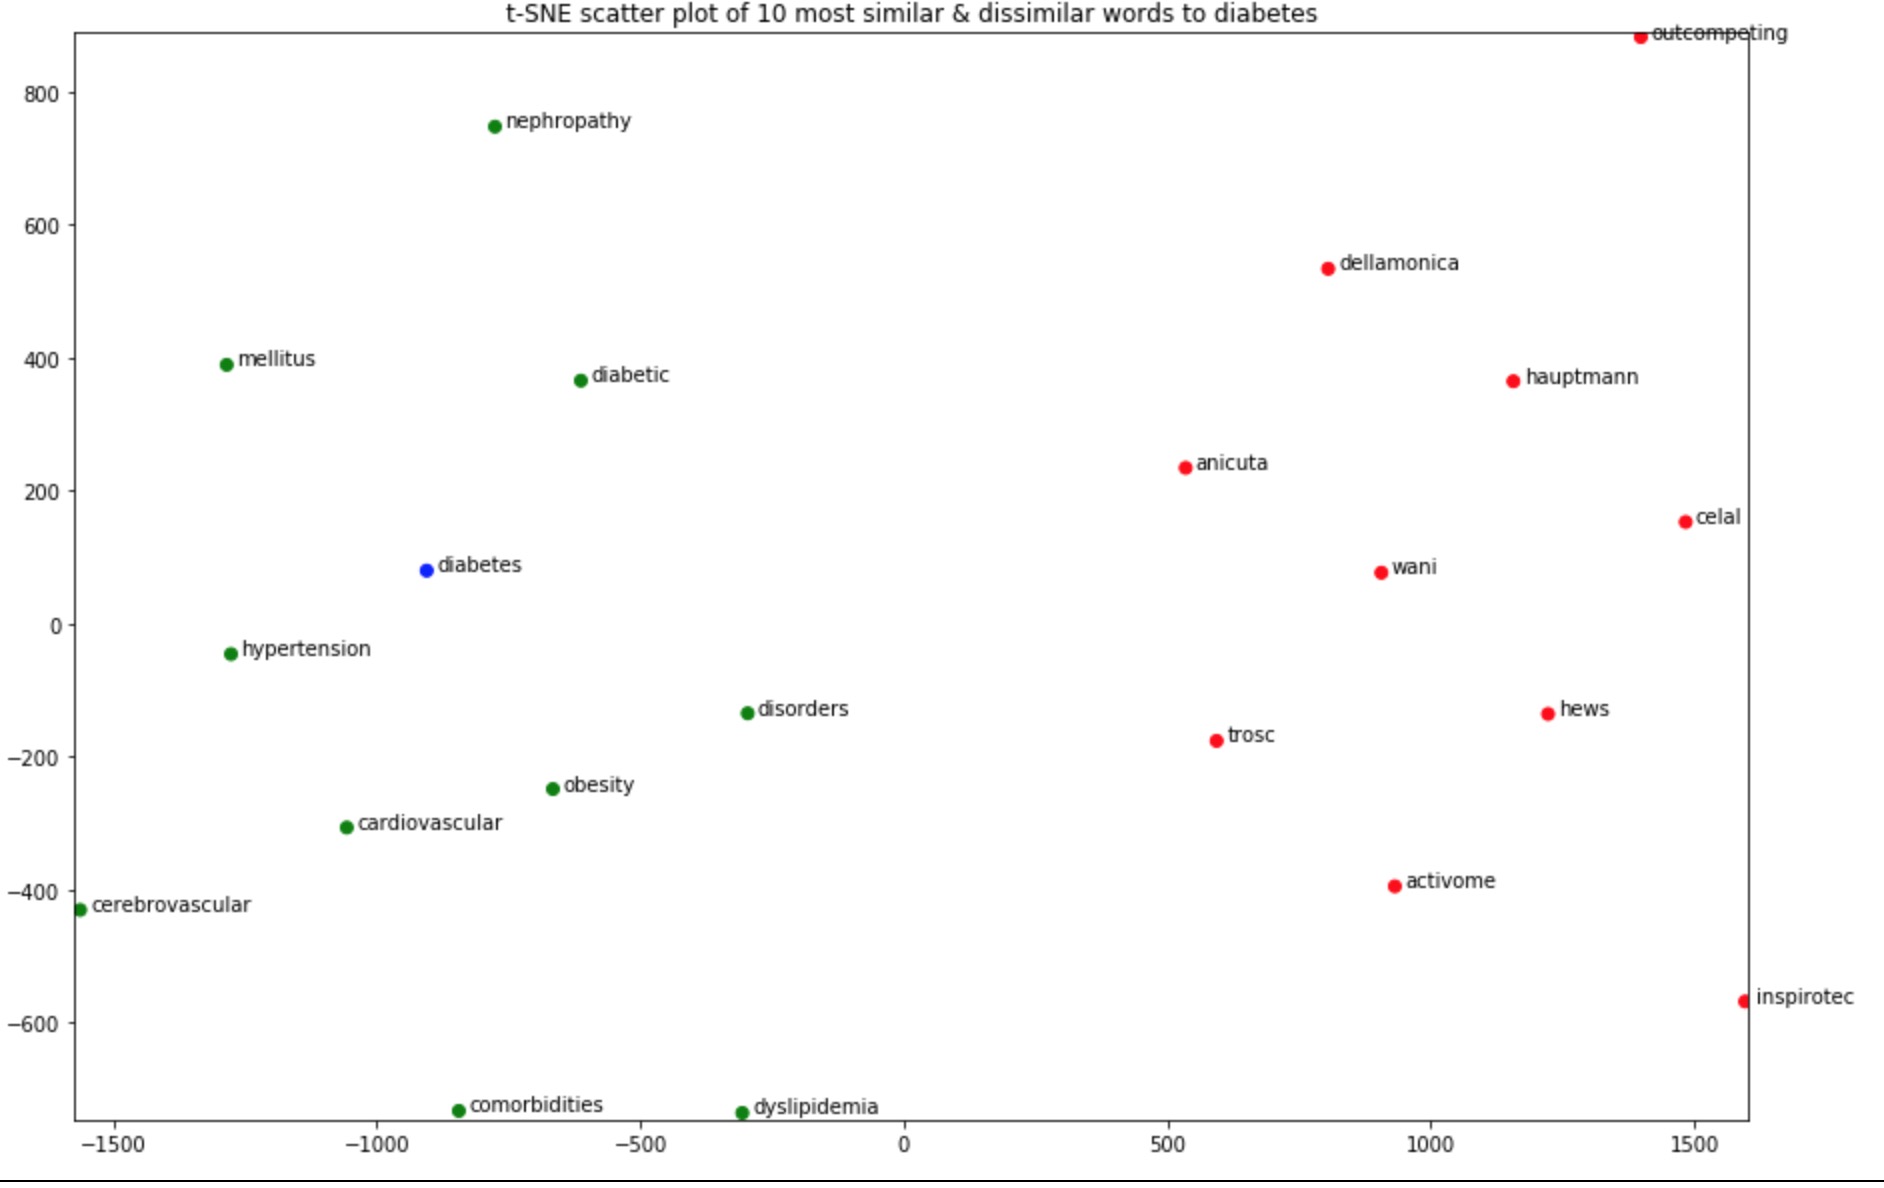 t-SNE scatter plot of 10 most similar & dissimilar words to diabetes
outcompeting
800
nephropathy
600
dellamonica
400
mellitus
diabetic
hauptmann
anicuta
200
celal
diabetes
wani
0
hypertension
disorders
hews
trosc
−200
obesity
cardiovascular
activome
−400
cerebrovascular
inspirotec
−600
comorbidities
dyslipidemia
−1500 −1000 −500 0 500 1000 1500